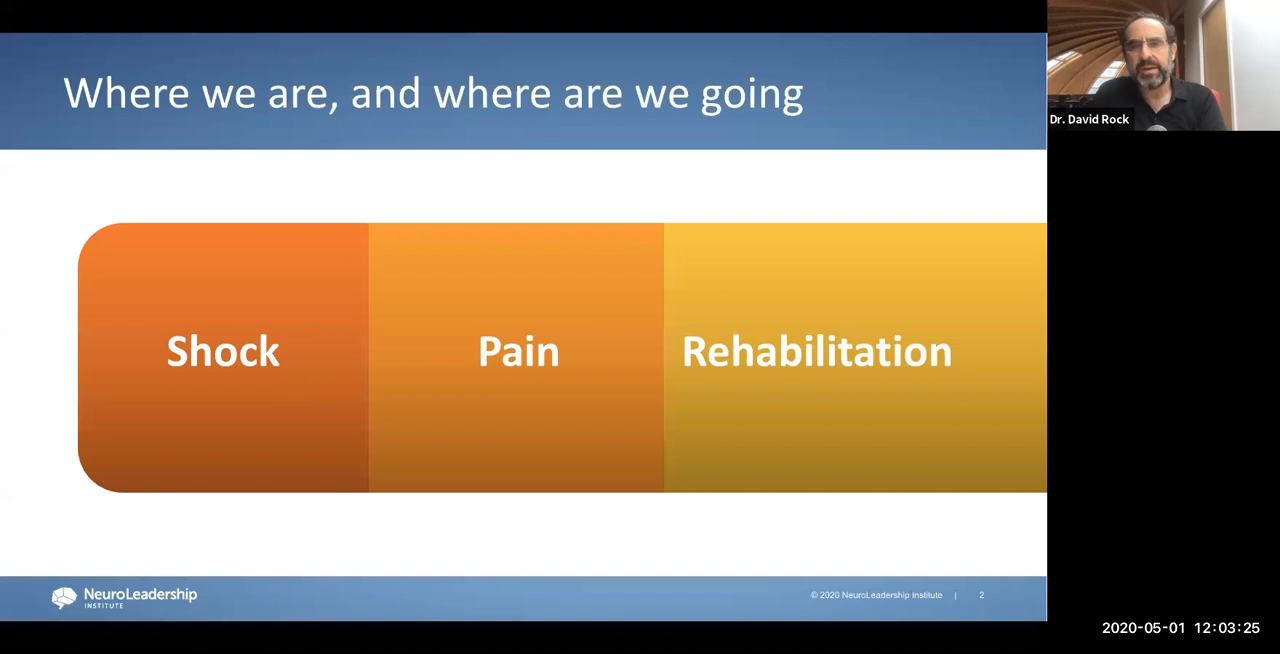 Where we are, and where are we going
Dr. David Rock
Shock
Pain
Rehabilitation
NeuroLeadership
INSTITUTE
© 2020 NeuroLeadership Institute | 2
2020-05-01 12:03:25